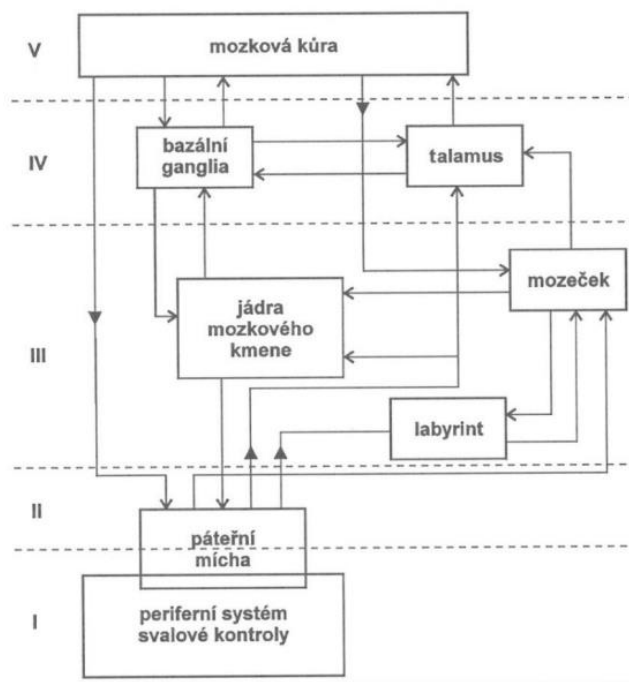 V
mozková kůra
IV
bazální
ganglia
talamus
III
jádra
mozkového
kmene
mozeček
labyrint
II
páteřní
mícha
I
periferní systém
svalové kontroly